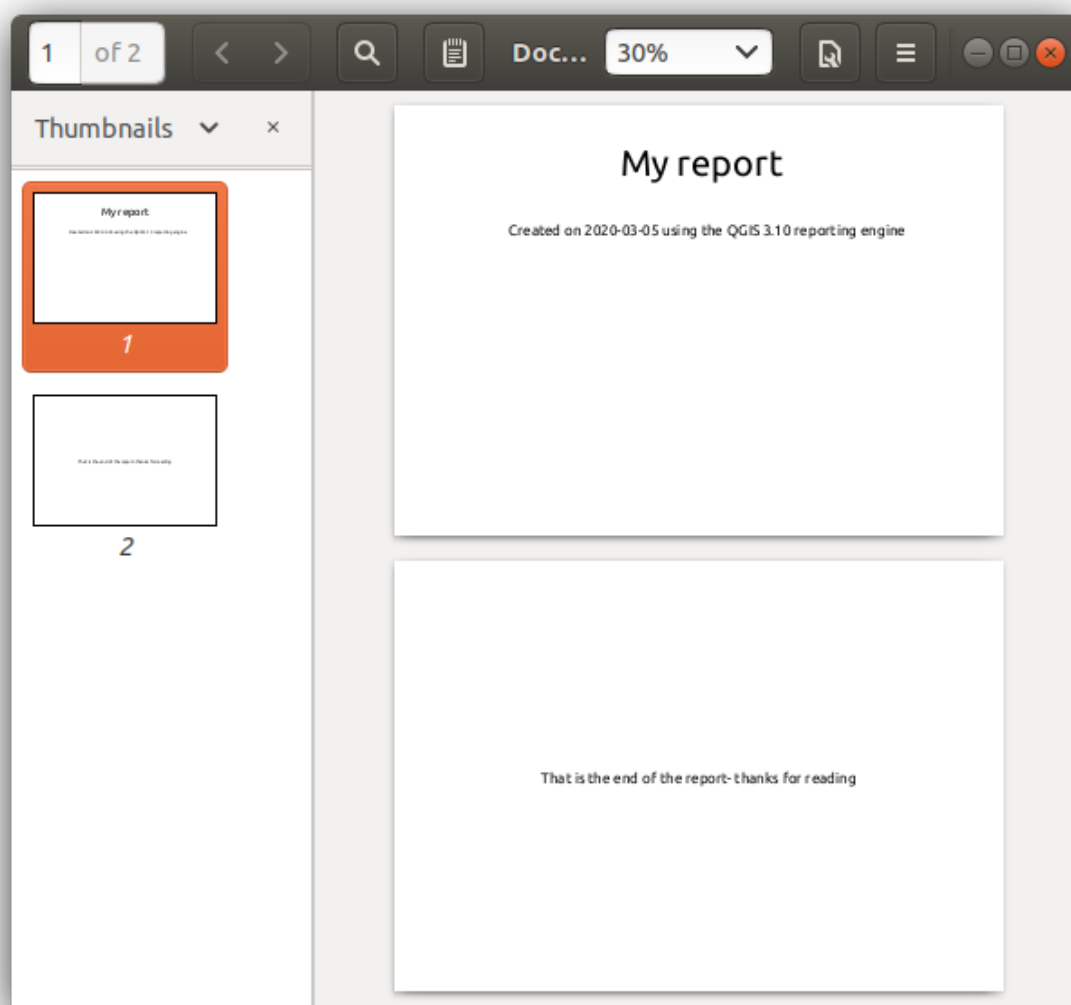 1 of 2
Doc...
30%
Thumbnails
My report
1
2
My report
Created on 2020-03-05 using the QGIS 3.10 reporting engine
That is the end of the report- thanks for reading